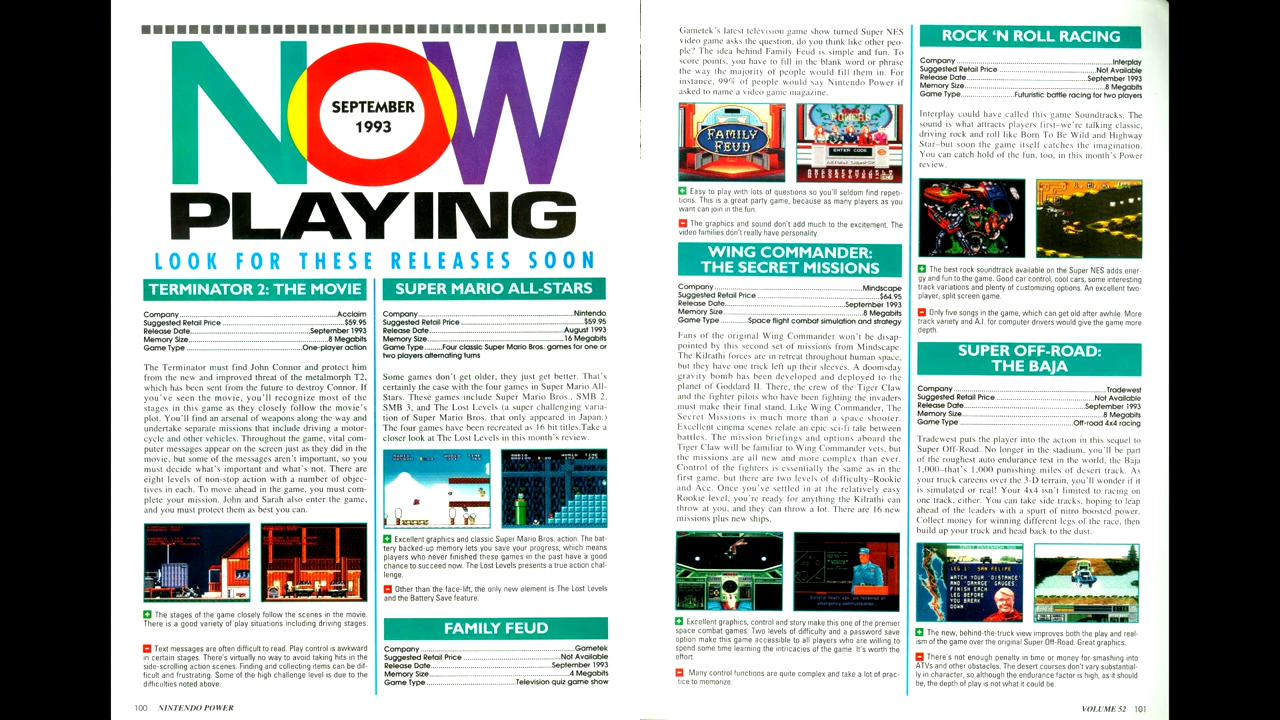 NOW
SEPTEMBER
1993
PLAYING
LOOK FOR THESE RELEASES SOON
TERMINATOR 2: THE MOVIE
Company Acclaim
Suggested Retail Price $59.95
Release Date September 1993
Memory Size 8 Megabits
Game Type One-player action
The Terminator must find John Connor and protect him
from the new and improved threat of the metalmorph T2,
which has been sent from the future to destroy Connor. If
you've seen the movie, you'll recognize most of the
stages in this game as they closely follow the movie's
plot. You'll find an arsenal of weapons along the way and
undertake separate missions that include driving a motor-
cycle and other vehicles. Throughout the game, vital com-
puter messages appear on the screen just as they did in the
movie, but some of the messages aren't important, so you
must decide what's important and what's not. There are
eight levels of non-stop action with a number of objec-
tives in each. To move ahead in the game, you must com-
plete your mission. John and Sarah also enter the game,
and you must protect them as best you can.
The stages of the game closely follow the scenes in the movie.
There is a good variety of play situations including driving stages.
Text messages are often difficult to read. Play control is awkward
in certain stages. There's virtually no way to avoid taking hits in the
side-scrolling action scenes. Finding and collecting items can be dif-
ficult and frustrating. Some of the high challenge level is due to the
difficulties noted above.
SUPER MARIO ALL-STARS
Company Nintendo
Suggested Retail Price $59.95
Release Date August 1993
Memory Size 16 Megabits
Game Type Four classic Super Mario Bros. games for one or
two players alternating turns
Some games don't get older, they just get better. That's
certainly the case with the four games in Super Mario All-
Stars. These games include Super Mario Bros., SMB 2,
SMB 3, and The Lost Levels (a super challenging varia-
tion of Super Mario Bros. that only appeared in Japan.)
The four games have been recreated as 16 bit titles.Take a
closer look at The Lost Levels in this month's review.
Excellent graphics and classic Super Mario Bros. action. The bat-
tery backed-up memory lets you save your progress, which means
players who never finished these games in the past have a good
chance to succeed now. The Lost Levels presents a true action chal-
lenge.
Other than the face-lift, the only new element is The Lost Levels
and the Battery Save feature.
FAMILY FEUD
Company Gametek
Suggested Retail Price Not Available
Release Date September 1993
Memory Size 4 Megabits
Game Type Television quiz game show
100 NINTENDO POWER
Gametek's latest television game show turned Super NES
video game asks the question, do you think like other peo-
ple? The idea behind Family Feud is simple and fun. To
score points, you have to fill in the blank word or phrase
the way the majority of people would fill them in. For
instance, 99% of people would say Nintendo Power if
asked to name a video game magazine.
FAMILY
FEUD
POWERS
ENTER CODE
Easy to play with lots of questions so you'll seldom find repeti-
tions. This is a great party game, because as many players as you
want can join in the fun.
The graphics and sound don't add much to the excitement. The
video families don't really have personality.
WING COMMANDER:
THE SECRET MISSIONS
Company Mindscape
Suggested Retail Price $64.95
Release Date September 1993
Memory Size 8 Megabits
Game Type Space flight combat simulation and strategy
Fans of the original Wing Commander won't be disap-
pointed by this second set of missions from Mindscape.
The Kilrathi forces are in retreat throughout human space,
but they have one trick left up their sleeves. A doomsday
gravity bomb has been developed and deployed to the
planet of Goddard II. There, the crew of the Tiger Claw
and the fighter pilots who have been fighting the invaders
must make their final stand. Like Wing Commander, The
Secret Missions is much more than a space shooter.
Excellent cinema scenes relate an epic sci-fi tale between
battles. The mission briefings and options aboard the
Tiger Claw will be familiar to Wing Commander vets, but
the missions are all new and more complex than ever.
Control of the fighters is essentially the same as in the
first game, but there are two levels of difficulty–Rookie
and Ace. Once you've settled in at the relatively easy
Rookie level, you're ready for anything the Kilrathi can
throw at you, and they can throw a lot. There are 16 new
missions plus new ships.
Excellent graphics, control and story make this one of the premier
space combat games. Two levels of difficulty and a password save
option make this game accessible to all players who are willing to
spend some time learning the intricacies of the game. It's worth the
effort.
Many control functions are quite complex and take a lot of prac-
tice to memorize.
ROCK 'N ROLL RACING
Company Interplay
Suggested Retail Price Not Available
Release Date September 1993
Memory Size 8 Megabits
Game Type Futuristic battle racing for two players
Interplay could have called this game Soundtracks. The
sound is what attracts players first–we're talking classic,
driving rock and roll like Born To Be Wild and Highway
Star–but soon the game itself catches the imagination.
You can catch hold of the fun, too, in this month's Power
review.
The best rock soundtrack available on the Super NES adds ener-
gy and fun to the game. Good car control, cool cars, some interesting
track variations and plenty of customizing options. An excellent two-
player, split screen game.
Only five songs in the game, which can get old after awhile. More
track variety and A.I. for computer drivers would give the game more
depth.
SUPER OFF-ROAD:
THE BAJA
Company Tradewest
Suggested Retail Price Not Available
Release Date September 1993
Memory Size 8 Megabits
Game Type Off-road 4x4 racing
Tradewest puts the player into the action in this sequel to
Super Off-Road. No longer in the stadium, you'll be part
of the roughest auto endurance test in the world, the Baja
1,000–that's 1,000 punishing miles of desert track. As
your truck careens over the 3-D terrain, you'll wonder if it
is simulated or real! Your 4x4 isn't limited to racing on
one track, either. You can take side tracks, hoping to leap
ahead of the leaders with a spurt of nitro boosted power.
Collect money for winning different legs of the race, then
build up your truck and head back to the dust.
LEG 1: SAN FELIPE
WATCH YOUR DISTANCE
AND DAMAGE GAUGES.
FINISH EACH
LEG BEFORE
YOU BREAK
DOWN
The new, behind-the-truck view improves both the play and real-
ism of the game over the original Super Off-Road. Great graphics.
There's not enough penalty in time or money for smashing into
ATVs and other obstacles. The desert courses don't vary substantial-
ly in character, so although the endurance factor is high, as it should
be, the depth of play is not what it could be.
VOLUME 52 101